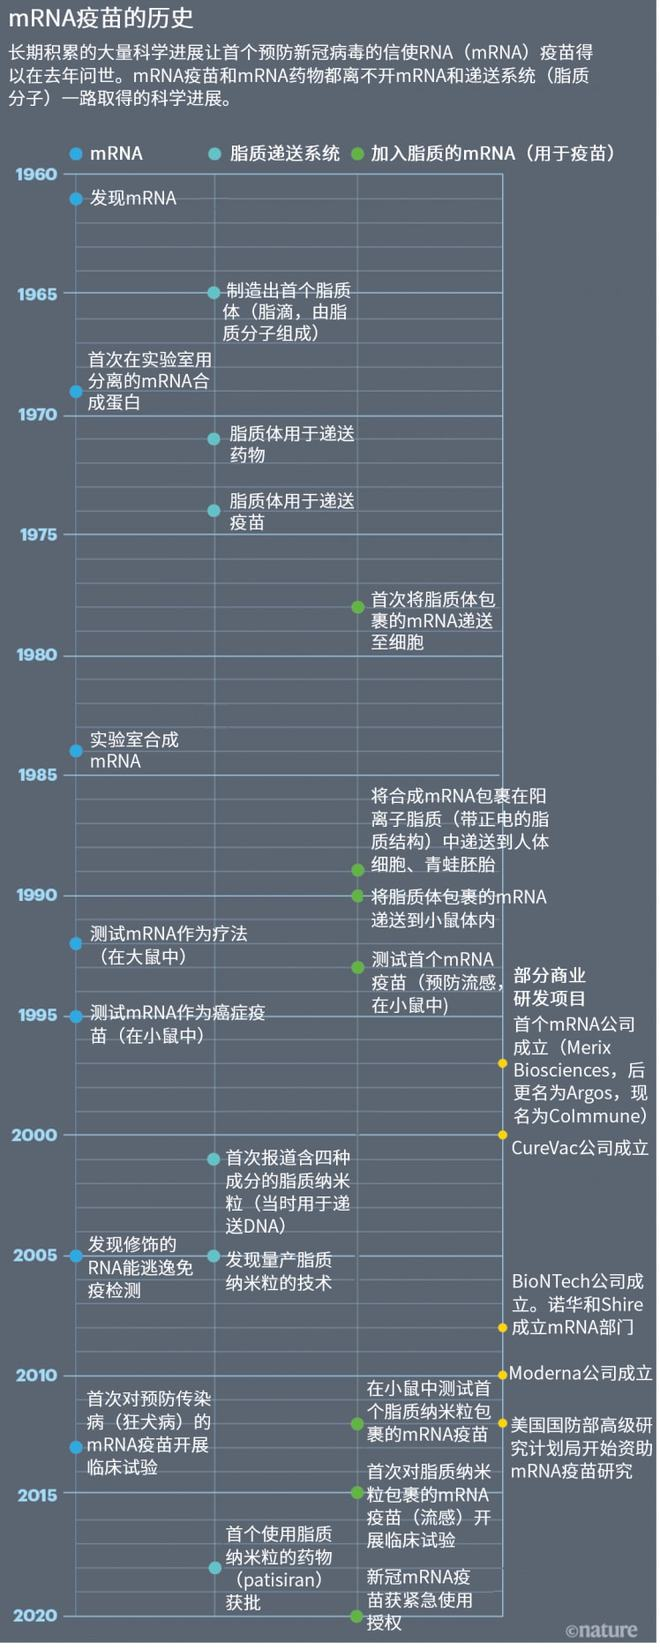 mRNA疫苗的历史
长期积累的大量科学进展让首个预防新冠病毒的信使RNA（mRNA）疫苗得
以在去年问世。mRNA疫苗和mRNA药物都离不开mRNA和递送系统（脂质
分子）一路取得的科学进展。
mRNA
脂质递送系统
加入脂质的mRNA（用于疫苗）
1960
发现mRNA
1965
制造出首个脂质
体（脂滴，由脂
质分子组成）
首次在实验室用
分离的mRNA合
成蛋白
1970
脂质体用于递送
药物
脂质体用于递送
疫苗
1975
首次将脂质体包
裹的mRNA递送
至细胞
1980
实验室合成
mRNA
1985
将合成mRNA包裹在阳
离子脂质（带正电的脂
质结构）中递送到人体
细胞、青蛙胚胎
1990
将脂质体包裹的mRNA
递送到小鼠体内
测试mRNA作为疗法
（在大鼠中）
测试首个mRNA
疫苗（预防流感，
在小鼠中)
部分商业
研发项目
1995
测试mRNA作为癌症疫
苗（在小鼠中）
首个mRNA公司
成立（Merix
Biosciences，后
更名为Argos，现
名为CoImmune）
2000
CureVac公司成立
首次报道含四种
成分的脂质纳米
粒（当时用于递
送DNA）
2005
发现修饰的
RNA能逃逸免
疫检测
发现量产脂质
纳米粒的技术
BioNTech公司成
立。诺华和Shire
成立mRNA部门
2010
Moderna公司成立
首次对预防传染
病（狂犬病）的
mRNA疫苗开展
临床试验
在小鼠中测试首
个脂质纳米粒包
裹的mRNA疫苗
美国国防部高级研
究计划局开始资助
mRNA疫苗研究
2015
首次对脂质纳米
粒包裹的mRNA
疫苗（流感）开
展临床试验
首个使用脂质
纳米粒的药物
（patisiran）
获批
新冠mRNA疫
苗获紧急使用
授权
2020
©nature